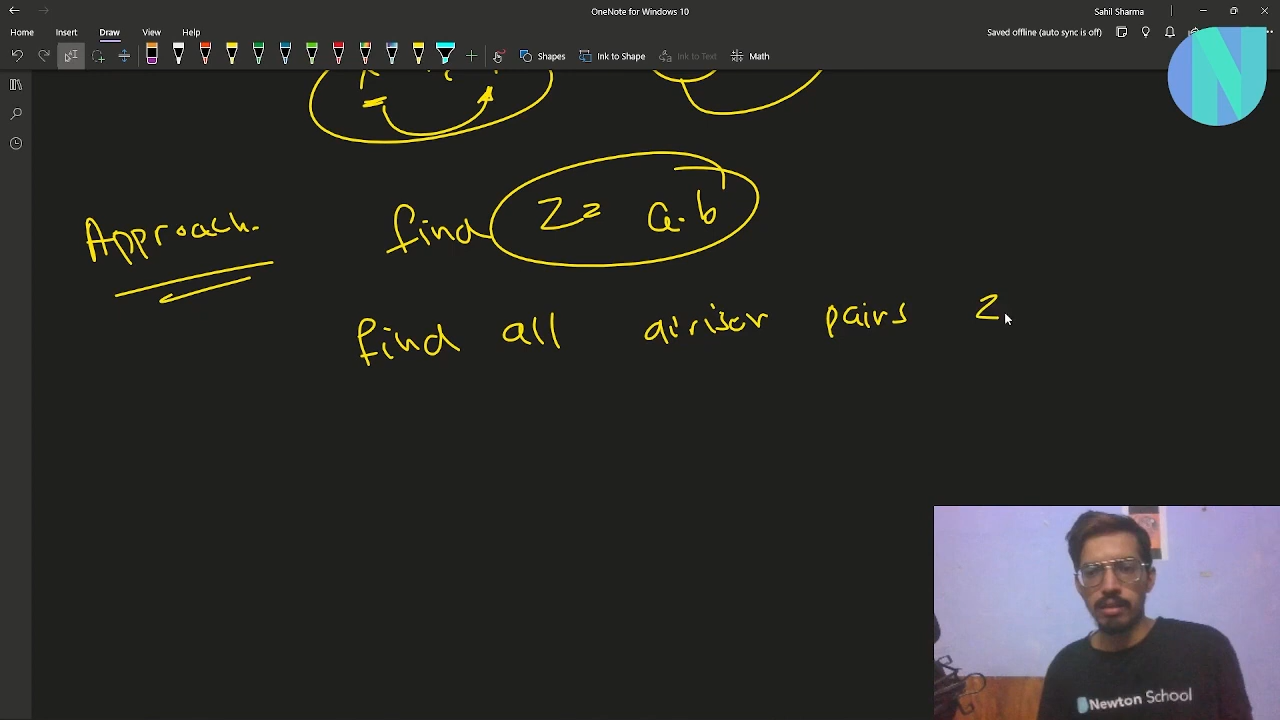 OneNote for Windows 10
Sahil Sharma
Home Insert Draw View Help
Saved offline (auto sync is off)
Shapes Ink to Shape Ink to Text Math
Approach. find Z= a.b
find all airisor pairs Z
Newton School